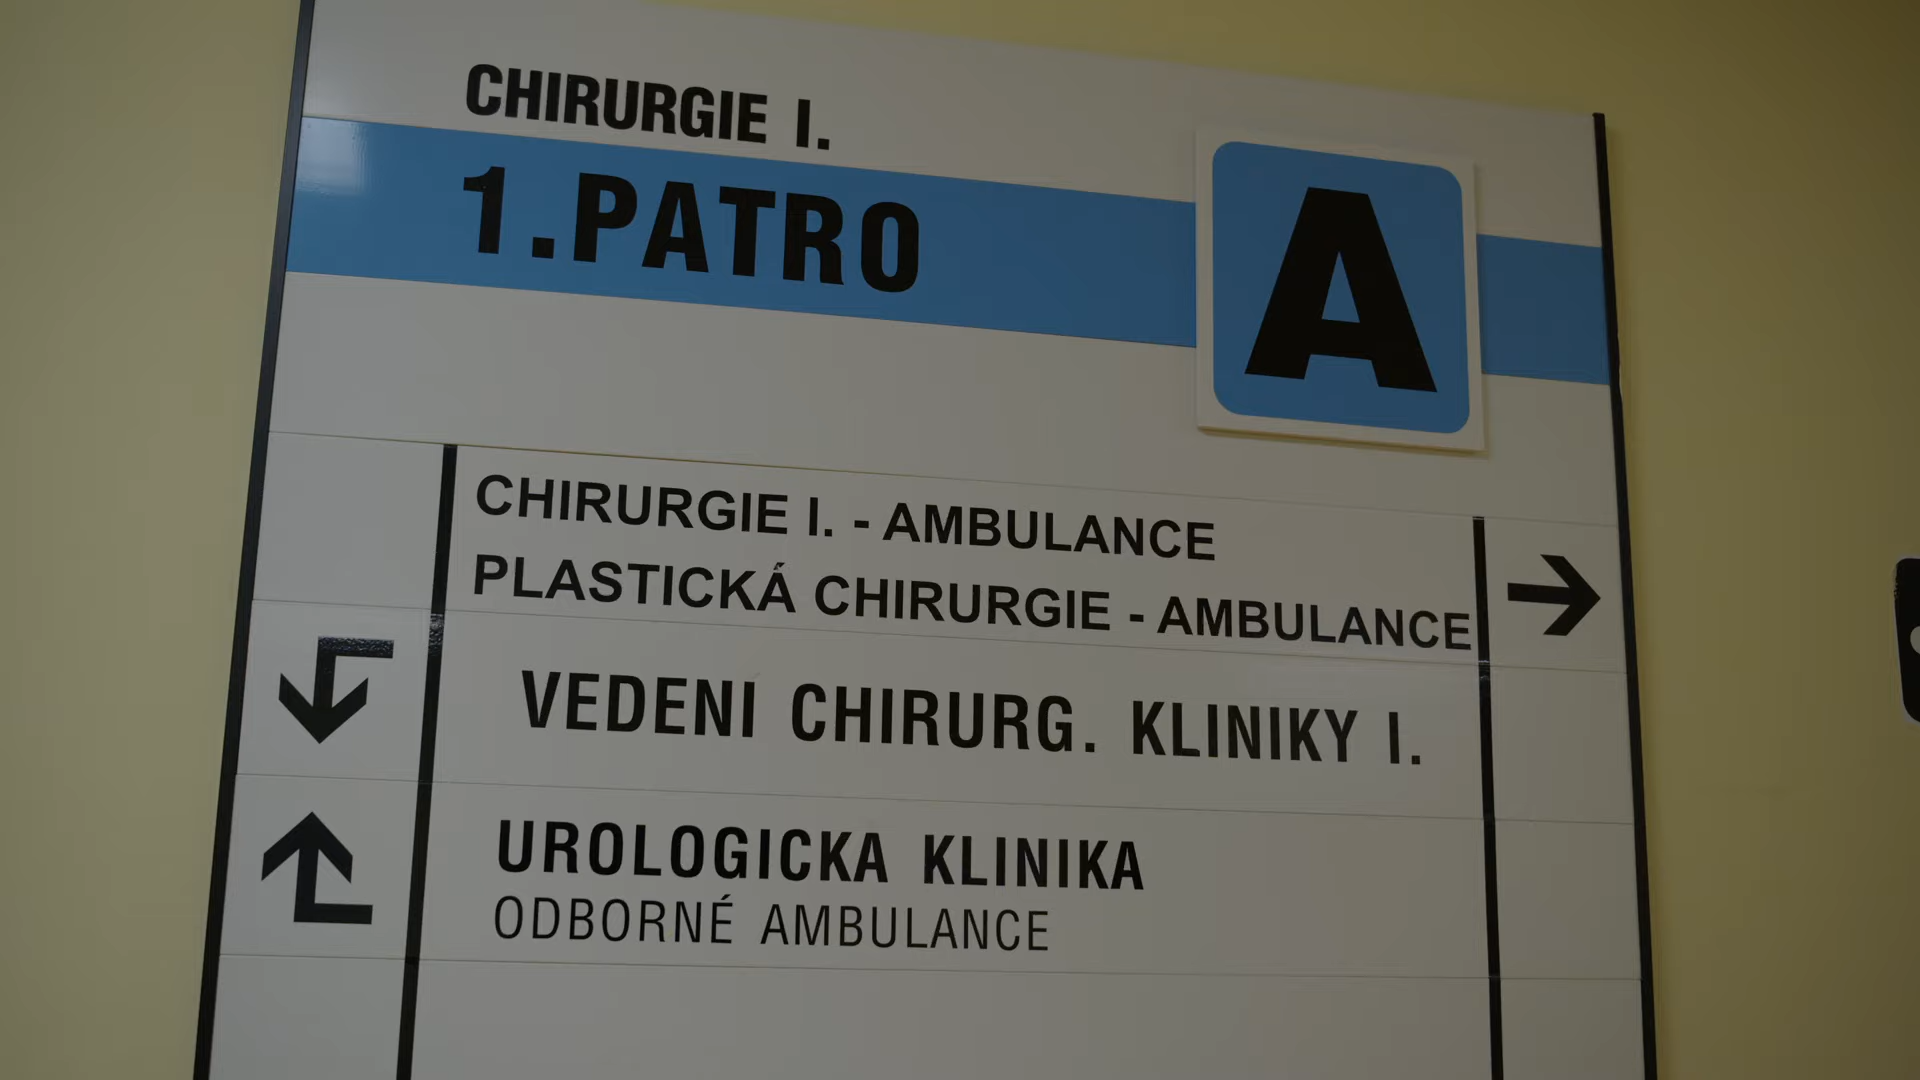 CHIRURGIE I.
1.PATRO
A
CHIRURGIE I. - AMBULANCE
PLASTICKÁ CHIRURGIE - AMBULANCE
VEDENI CHIRURG. KLINIKY I.
UROLOGICKA KLINIKA
ODBORNÉ AMBULANCE